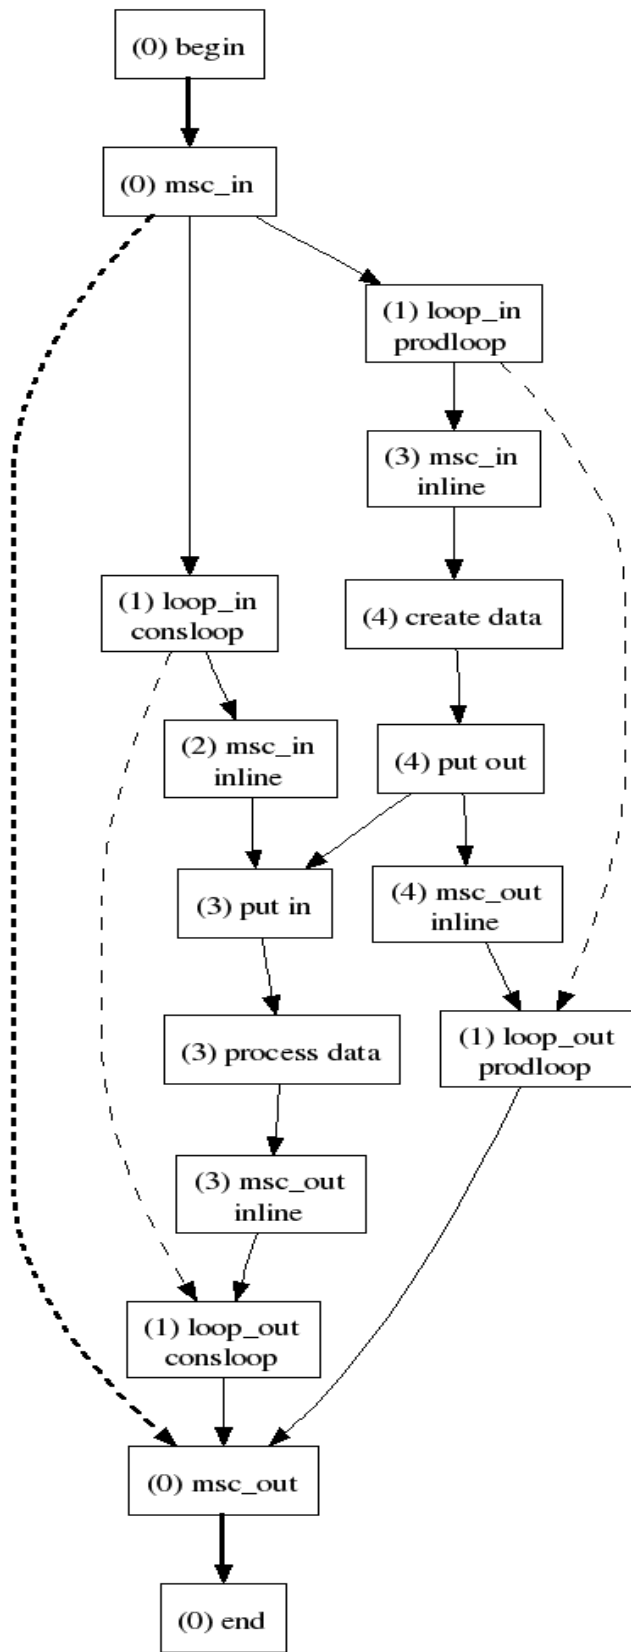 (0) begin
(0) msc_in
(1) loop_in
prodloop
(3) msc_in
inline
(1) loop_in
consloop
(4) create data
(2) msc_in
inline
(4) put out
(3) put in
(4) msc_out
inline
(3) process data
(1) loop_out
prodloop
(3) msc_out
inline
(1) loop_out
consloop
(0) msc_out
(0) end